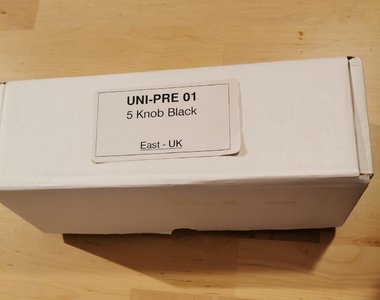 UNI-PRE 01
5 Knob Black
East - UK